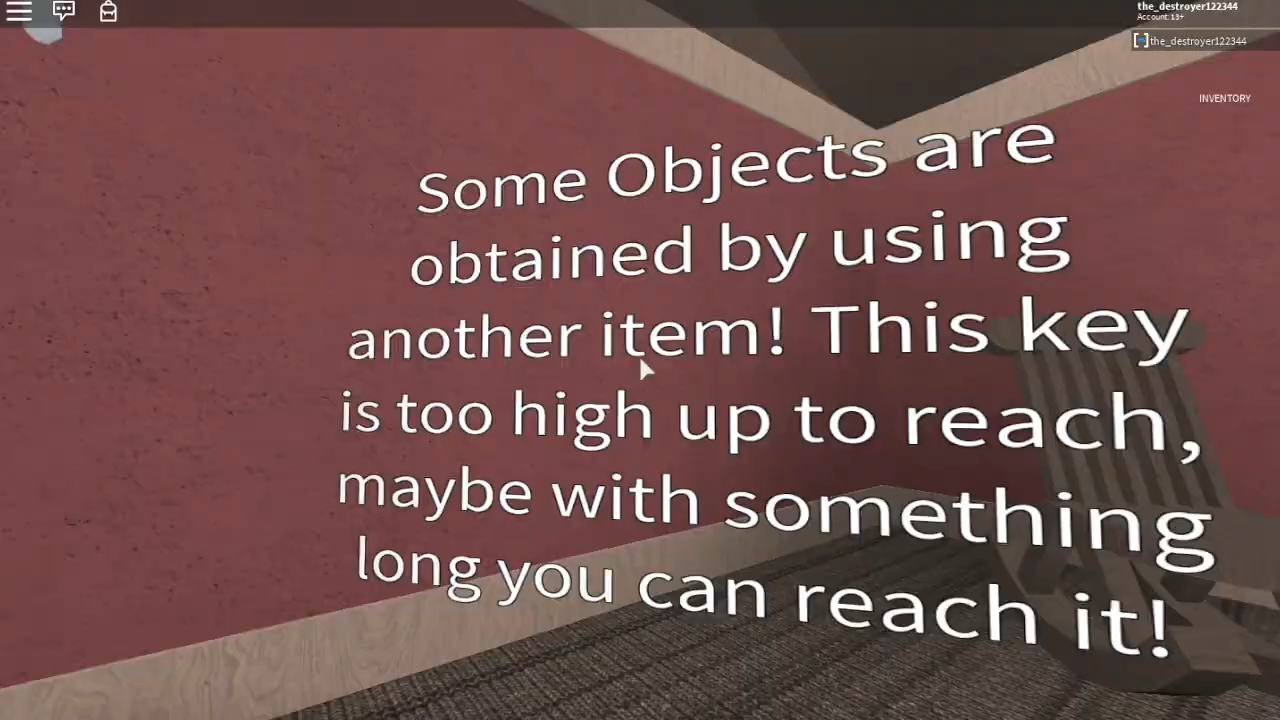 the_destroyer122344
Account: 13+
the_destroyer122344
INVENTORY
Some Objects are
obtained by using
another item! This key
is too high up to reach,
maybe with something
long you can reach it!